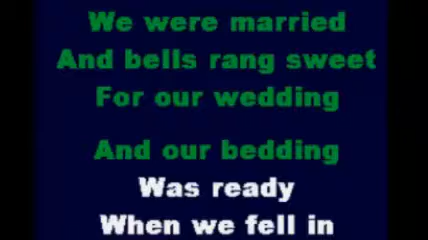 We were married
And bells rang sweet
For our wedding
And our bedding
Was ready
When we fell in